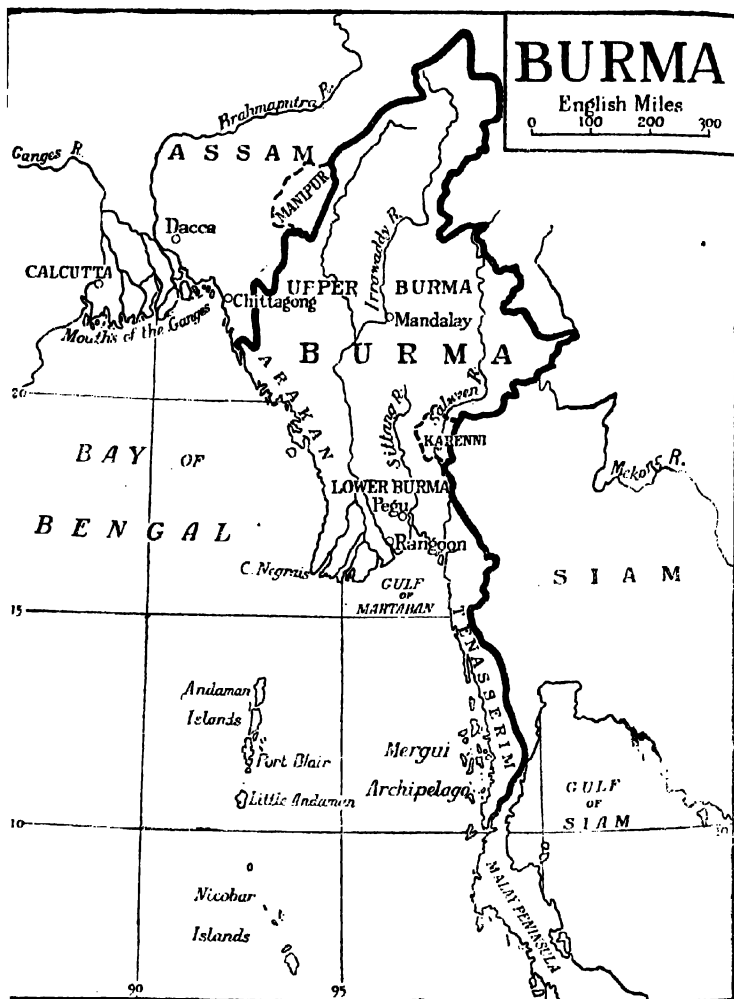 BURMA
English Miles
0 100 200 300
Brahmaputra R.
Ganges R.
ASSAM
MANIPUR
Dacca
CALCUTTA
Chittagong
Mouths of the Ganges
UPPER BURMA
Irrawaddy R.
Mandalay
BURMA
ARAKAN
20
Salween R.
Sittang R.
KARENNI
BAY OF
BENGAL
Mekong R.
LOWER BURMA
Pegu
Rangoon
C. Negrais
GULF
OF
MARTABAN
SIAM
15
TENASSERIM
Andaman
Islands
Port Blair
Little Andaman
Mergui
Archipelago
GULF
OF
SIAM
10
10
Nicobar
Islands
MALAY PENINSULA
90
95